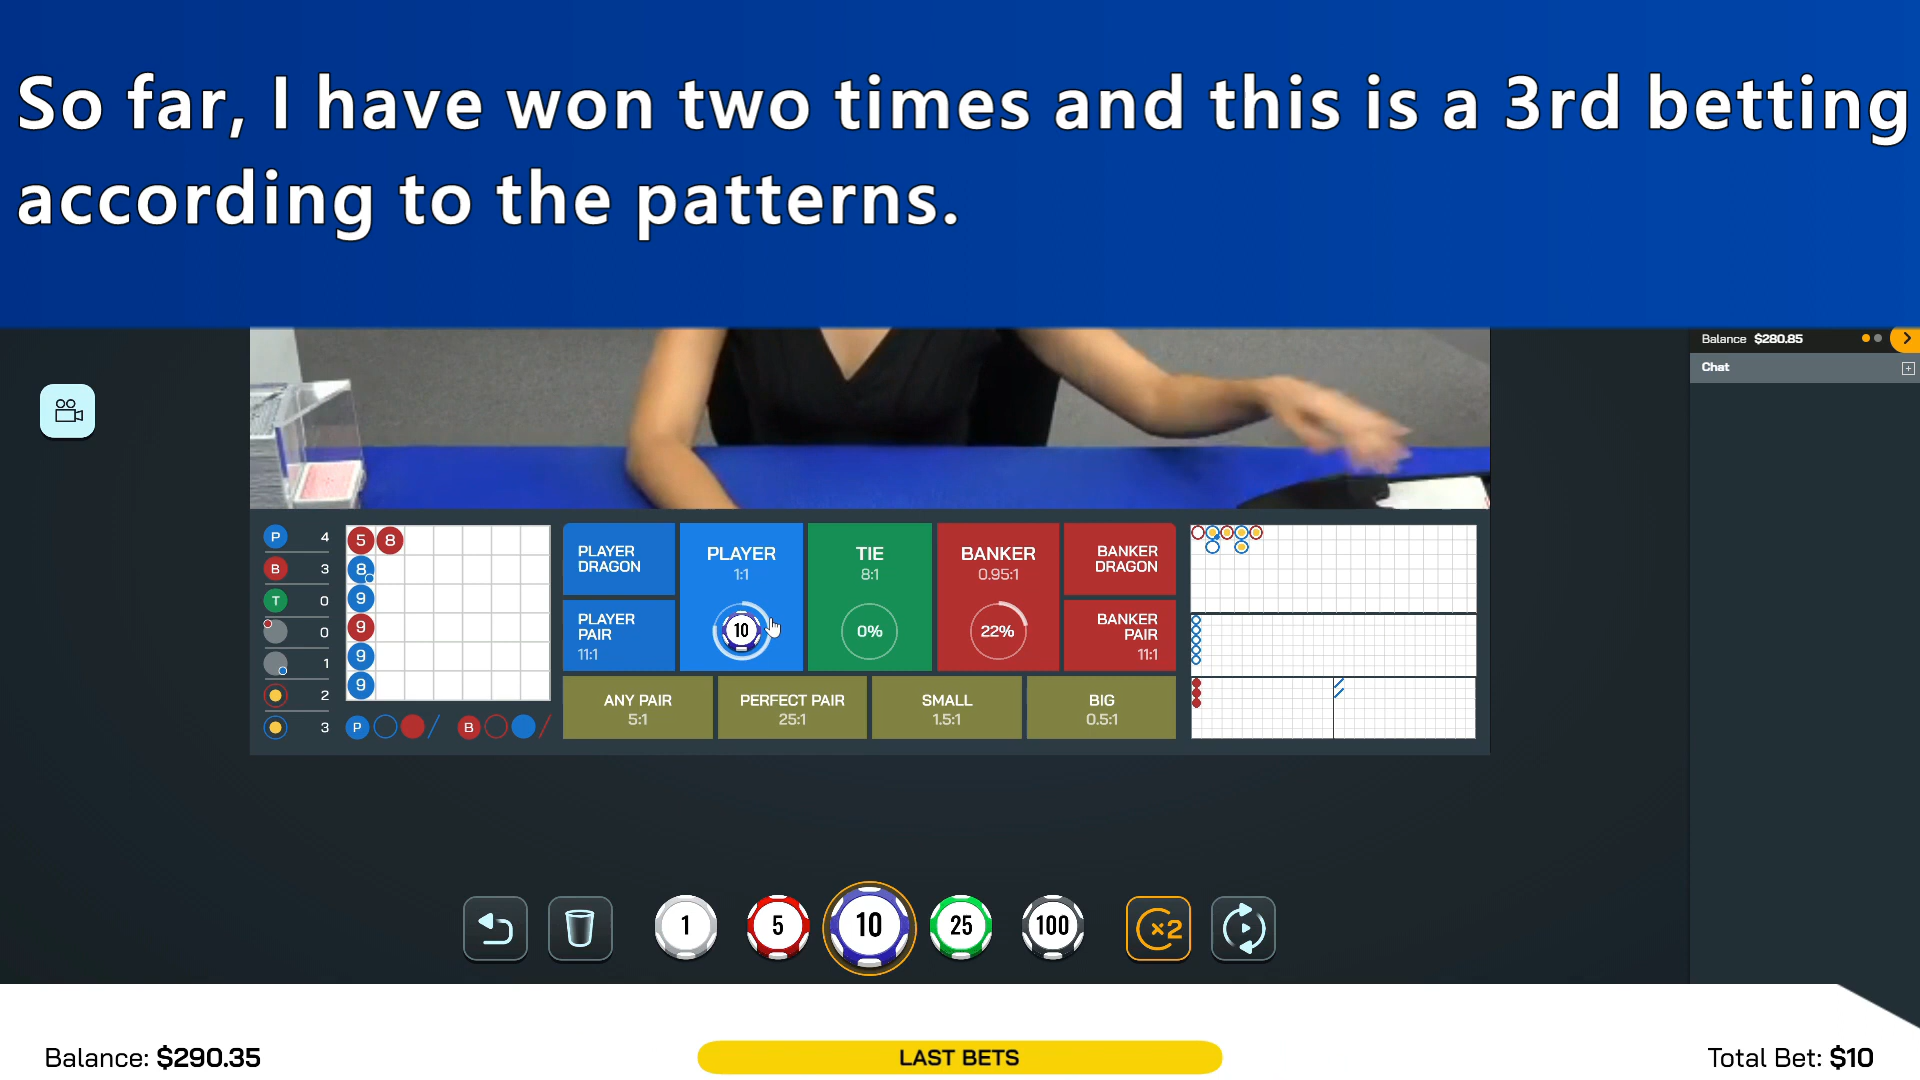 So far, I have won two times and this is a 3rd betting
according to the patterns.
Balance $280.85
Chat
P 4
B 3
T 0
0
1
2
3
5 8
8
9
9
9
9
P B
PLAYER
DRAGON
PLAYER
PAIR
11:1
PLAYER
1:1
10
TIE
8:1
0%
BANKER
0.95:1
22%
BANKER
DRAGON
BANKER
PAIR
11:1
ANY PAIR
5:1
PERFECT PAIR
25:1
SMALL
1.5:1
BIG
0.5:1
1 5 10 25 100 ×2
Balance: $290.35
LAST BETS
Total Bet: $10